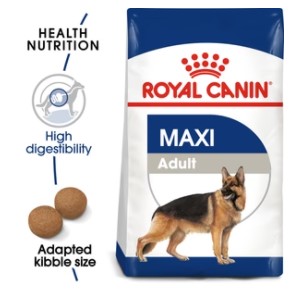 HEALTH
NUTRITION
High
digestibility
Adapted
kibble size
ROYAL CANIN
MAXI
Adult